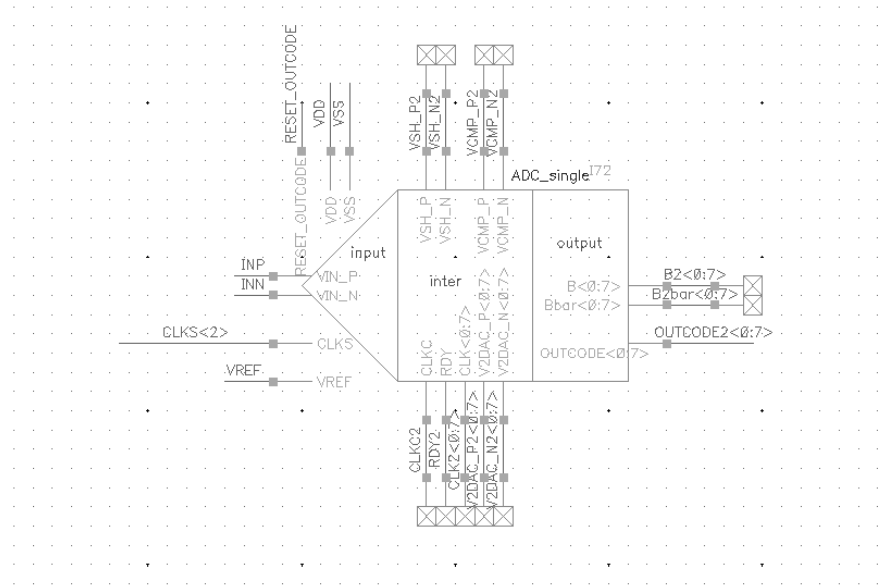 RESET_OUTCODE
VDD
VSS
VSH_P2
VSH_N2
VCMP_P2
VCMP_N2
RESET_OUTCODE
VDD
VSS
ADC_single
I72
VSH_P
VSH_N
VCMP_P
VCMP_N
input
inter
output
INP
VIN_P
INN
VIN_N
B<0:7>
B2<0:7>
Bbar<0:7>
B2bar<0:7>
CLKS<2>
CLKS
OUTCODE<0:7>
OUTCODE2<0:7>
VREF
VREF
CLKC
RDY
CLK<0:7>
V2DAC_P<0:7>
V2DAC_N<0:7>
CLKC2
RDY2
CLK2<0:7>
V2DAC_P2<0:7>
V2DAC_N2<0:7>